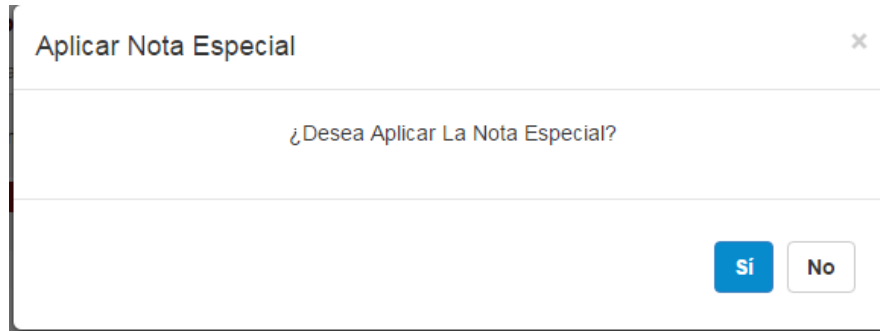 Aplicar Nota Especial ×
¿Desea Aplicar La Nota Especial?
Sí No